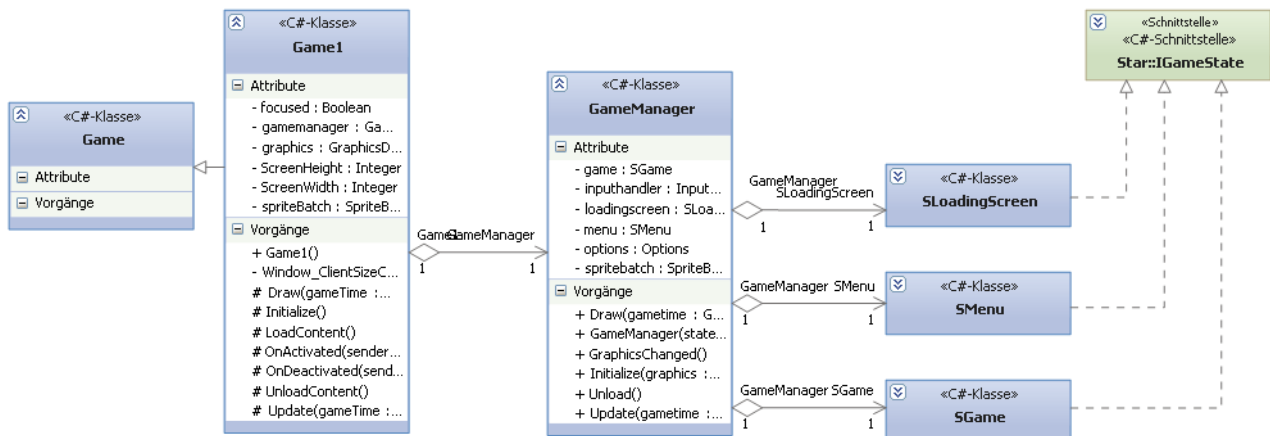 «C#-Klasse»
Game
Attribute
Vorgänge
«C#-Klasse»
Game1
Attribute
- focused : Boolean
- gamemanager : Ga...
- graphics : GraphicsD...
- ScreenHeight : Integer
- ScreenWidth : Integer
- spriteBatch : SpriteB...
Vorgänge
+ Game1()
- Window_ClientSizeC...
# Draw(gameTime :...
# Initialize()
# LoadContent()
# OnActivated(sender...
# OnDeactivated(send...
# UnloadContent()
# Update(gameTime :...
GameManager
1 1
«C#-Klasse»
GameManager
Attribute
- game : SGame
- inputhandler : Input...
- loadingscreen : SLoa...
- menu : SMenu
- options : Options
- spritebatch : SpriteB...
Vorgänge
+ Draw(gametime : G...
+ GameManager(state...
+ GraphicsChanged()
+ Initialize(graphics :...
+ Unload()
+ Update(gametime :...
GameManager
SLoadingScreen
1 1
GameManager SMenu
1 1
GameManager SGame
1 1
«C#-Klasse»
SLoadingScreen
«C#-Klasse»
SMenu
«C#-Klasse»
SGame
«Schnittstelle»
«C#-Schnittstelle»
Star::IGameState